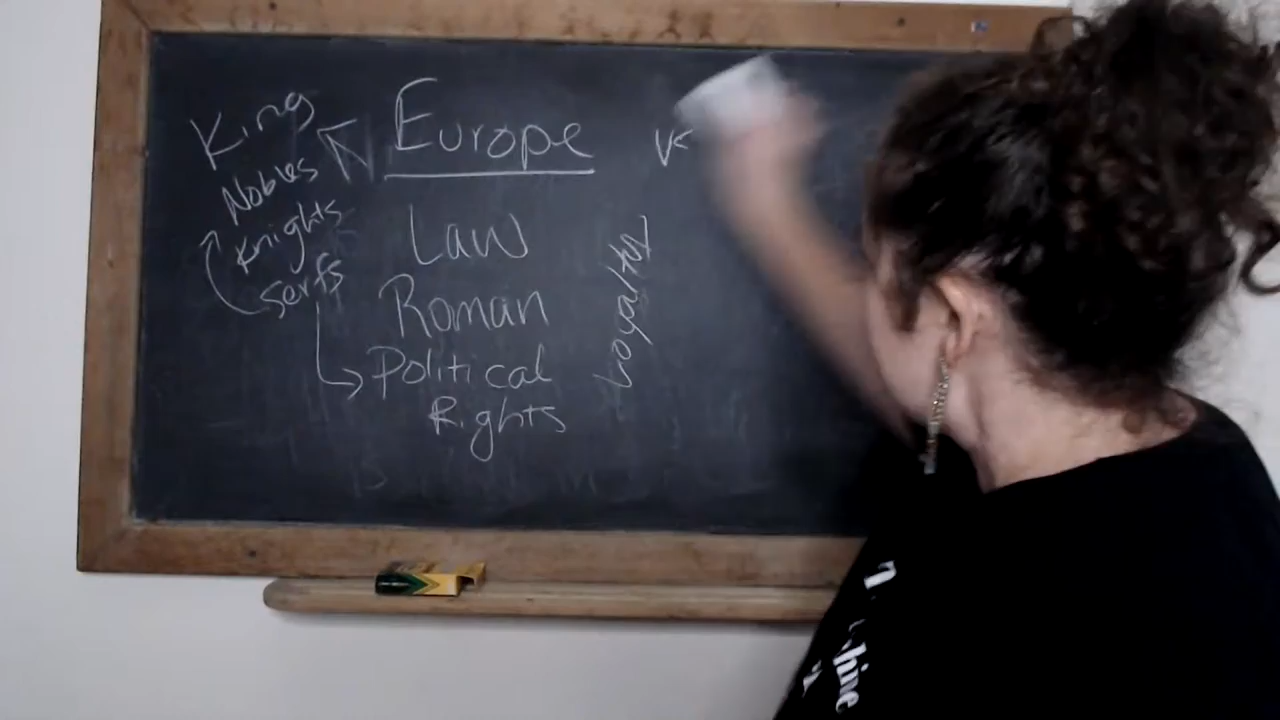 King
Nobles
Knights
serfs
Europe
Law
Roman
Political
Rights
Loyalty